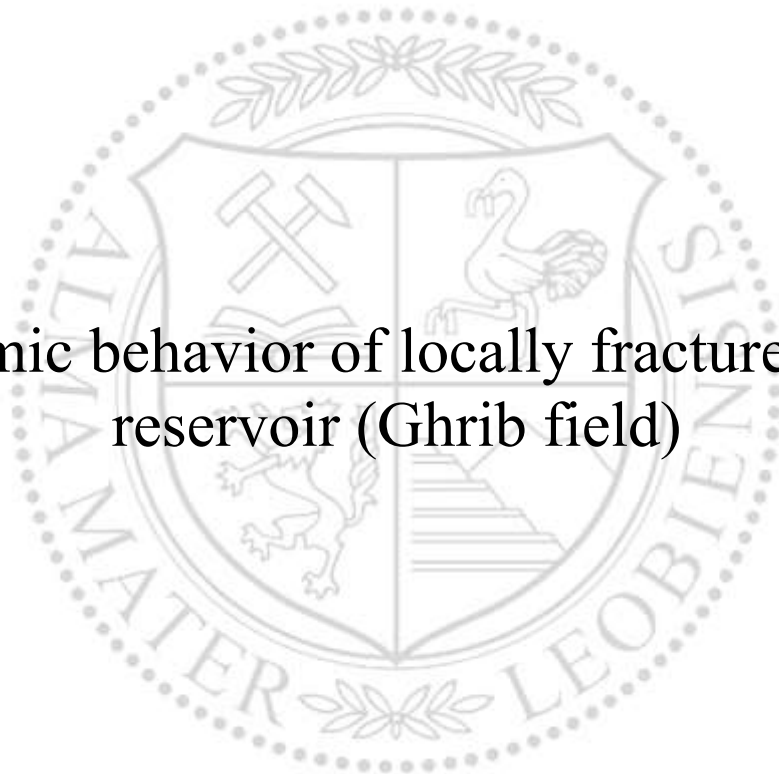 mic behavior of locally fracture
reservoir (Ghrib field)
ALMA MATER LEOBIENSIS